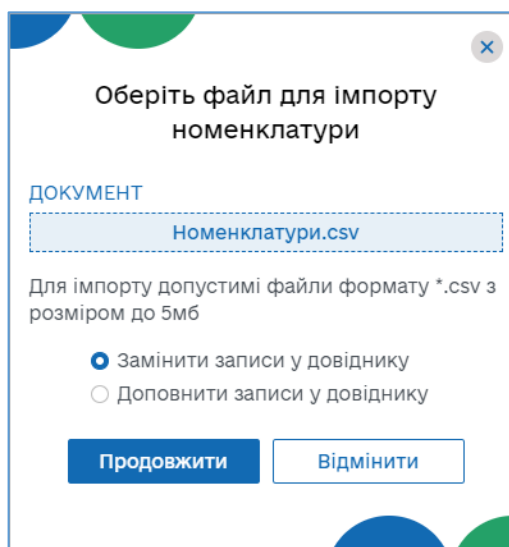 Оберіть файл для імпорту
номенклатури
ДОКУМЕНТ
Номенклатури.csv
Для імпорту допустимі файли формату *.csv з
розміром до 5мб
Замінити записи у довіднику
Доповнити записи у довіднику
Продовжити
Відмінити